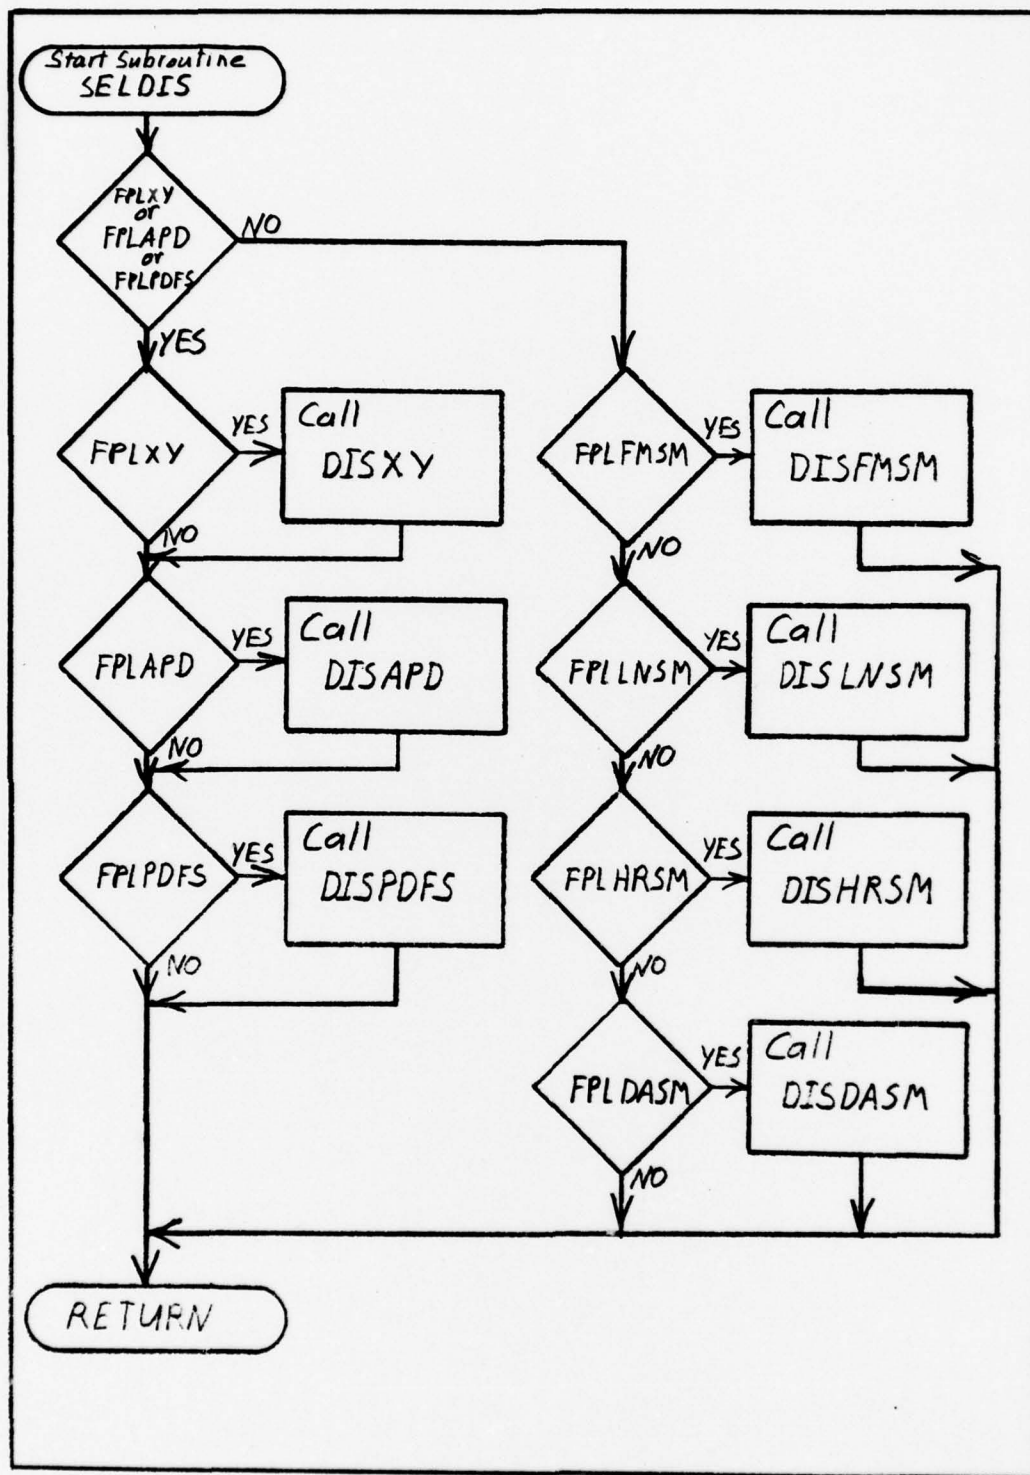 Start Subroutine
SELDIS
FPLXY
or
FPLAPD
or
FPLPDFS
NO
YES
FPLXY
YES
Call
DISXY
NO
FPLAPD
YES
Call
DISAPD
NO
FPLPDFS
YES
Call
DISPDFS
NO
FPLFMSM
YES
Call
DISFMSM
NO
FPLLNSM
YES
Call
DISLNSM
NO
FPLHRSM
YES
Call
DISHRSM
NO
FPLDASM
YES
Call
DISDASM
NO
RETURN